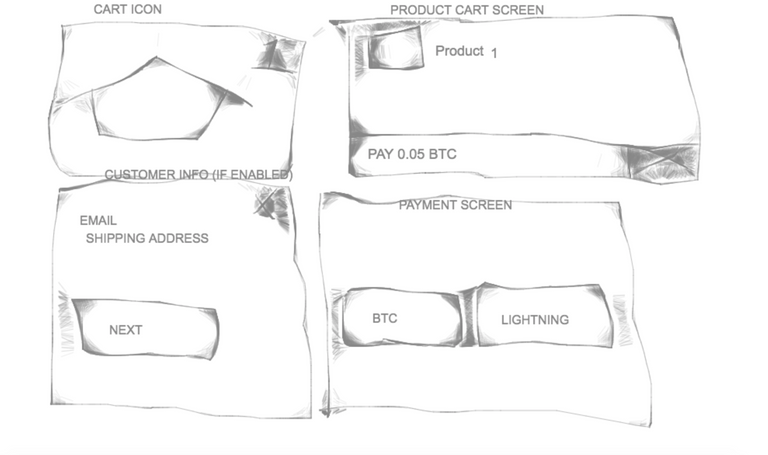 CART ICON
PRODUCT CART SCREEN
Product 1
PAY 0.05 BTC
CUSTOMER INFO (IF ENABLED)
EMAIL
SHIPPING ADDRESS
NEXT
PAYMENT SCREEN
BTC
LIGHTNING